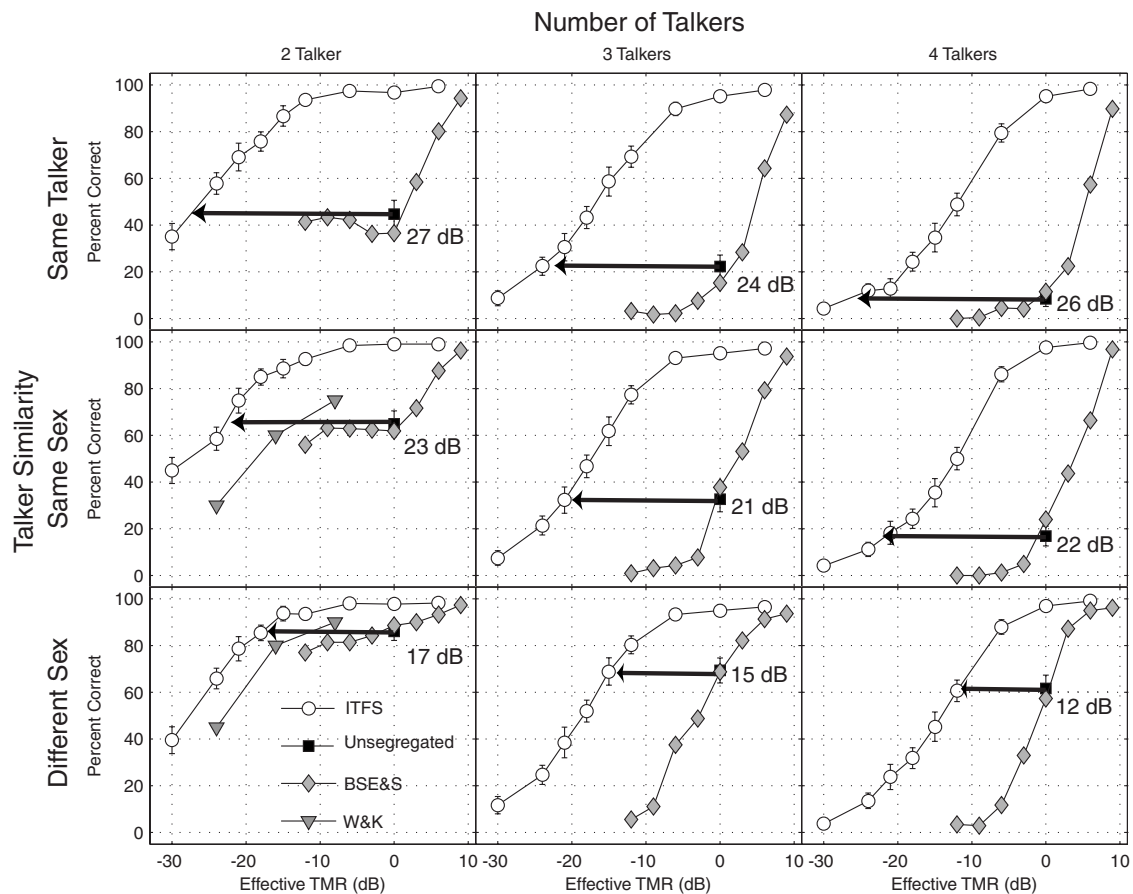 Number of Talkers
2 Talker
3 Talkers
4 Talkers
Talker Similarity
Same Talker
Percent Correct
100
80
60
40
20
0
27 dB
24 dB
26 dB
Same Sex
Percent Correct
100
80
60
40
20
0
23 dB
21 dB
22 dB
Different Sex
Percent Correct
100
80
60
40
20
0
17 dB
15 dB
12 dB
ITFS
Unsegregated
BSE&S
W&K
-30 -20 -10 0 10
-30 -20 -10 0 10
-30 -20 -10 0 10
Effective TMR (dB)
Effective TMR (dB)
Effective TMR (dB)